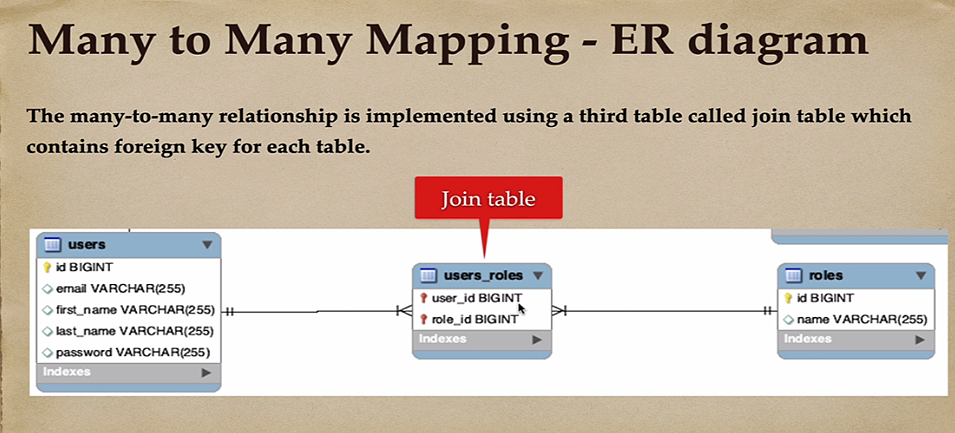 Many to Many Mapping - ER diagram
The many-to-many relationship is implemented using a third table called join table which
contains foreign key for each table.
Join table
users
id BIGINT
email VARCHAR(255)
first_name VARCHAR(255)
last_name VARCHAR(255)
password VARCHAR(255)
Indexes
users_roles
user_id BIGINT
role_id BIGINT
Indexes
roles
id BIGINT
name VARCHAR(255)
Indexes